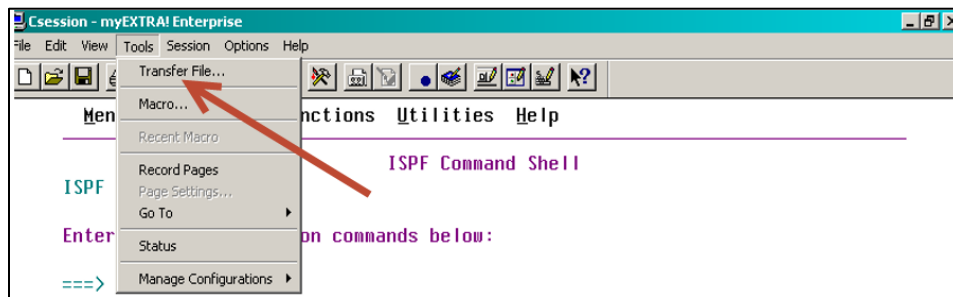 Csession - myEXTRA! Enterprise
File Edit View Tools Session Options Help
Transfer File...
Macro...
Men nctions Utilities Help
Recent Macro
ISPF Command Shell
Record Pages
ISPF
Page Settings...
Go To
Enter on commands below:
Status
Manage Configurations
===>